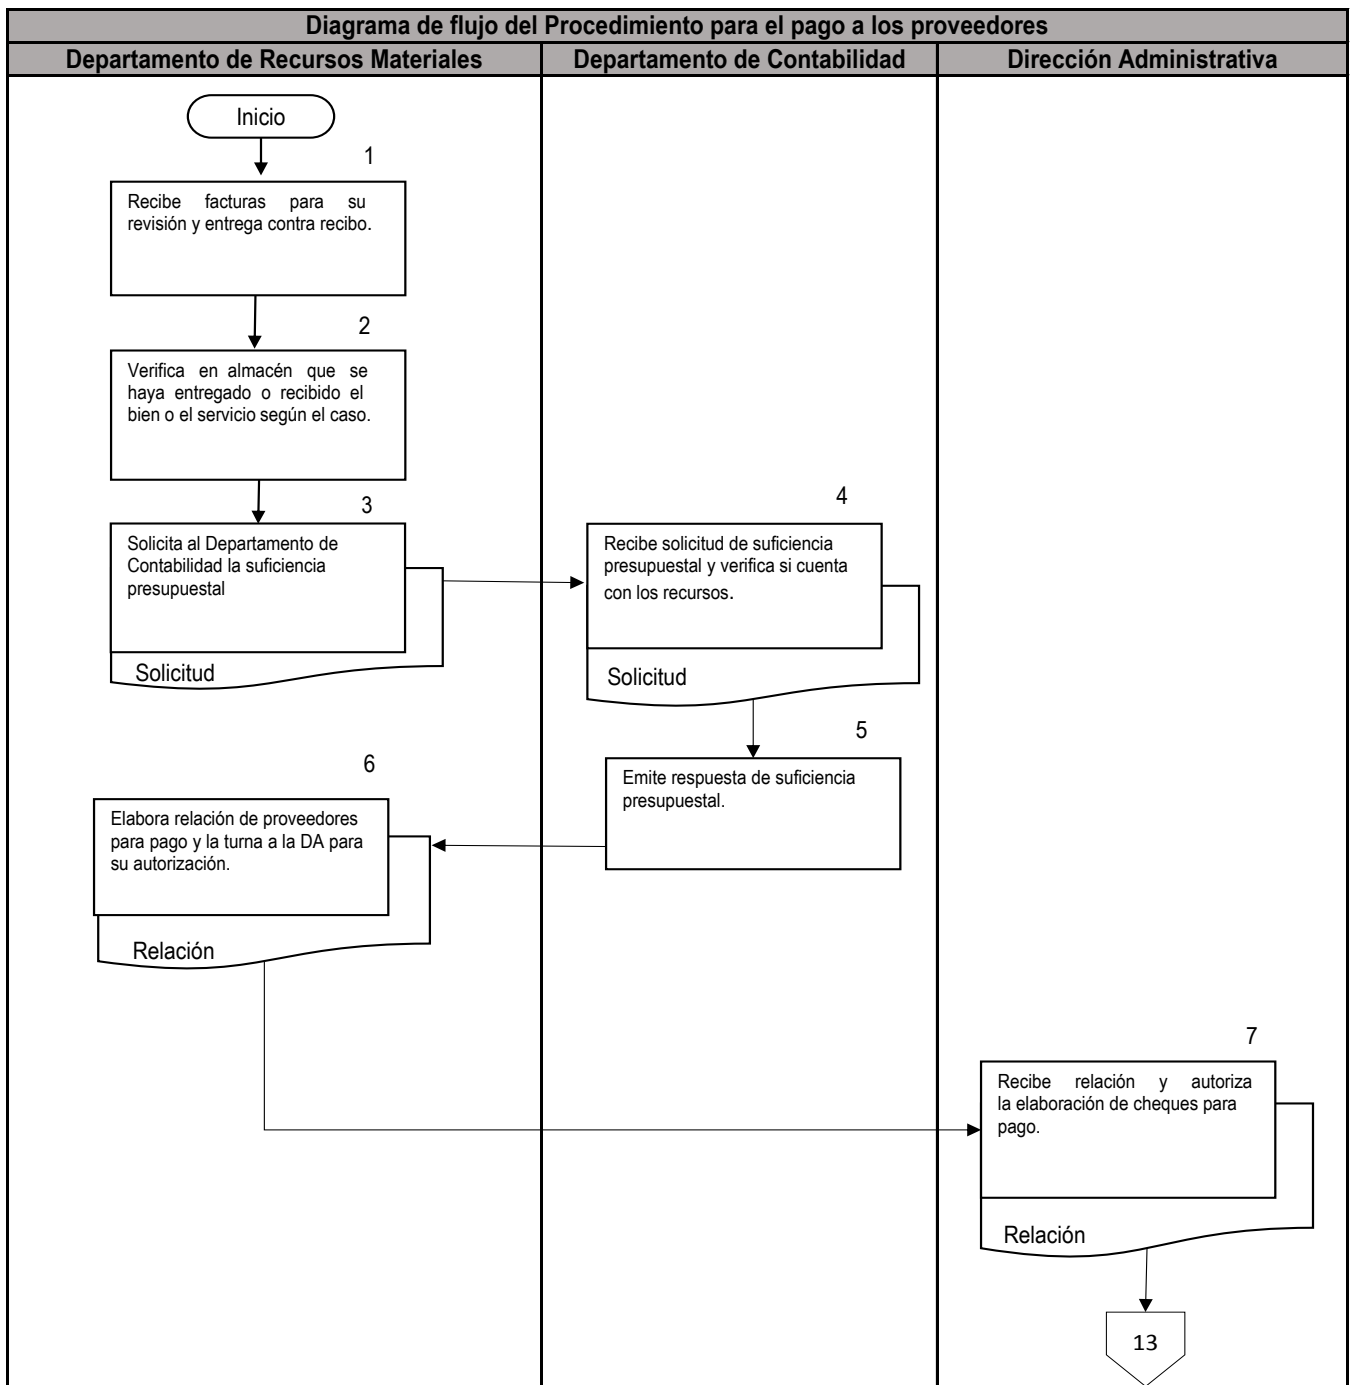 Diagrama de flujo del Procedimiento para el pago a los proveedores
Departamento de Recursos Materiales
Departamento de Contabilidad
Dirección Administrativa
Inicio
1
Recibe facturas para su
revisión y entrega contra recibo.
2
Verifica en almacén que se
haya entregado o recibido el
bien o el servicio según el caso.
3
Solicita al Departamento de
Contabilidad la suficiencia
presupuestal
Solicitud
4
Recibe solicitud de suficiencia
presupuestal y verifica si cuenta
con los recursos.
Solicitud
5
Emite respuesta de suficiencia
presupuestal.
6
Elabora relación de proveedores
para pago y la turna a la DA para
su autorización.
Relación
7
Recibe relación y autoriza
la elaboración de cheques para
pago.
Relación
13